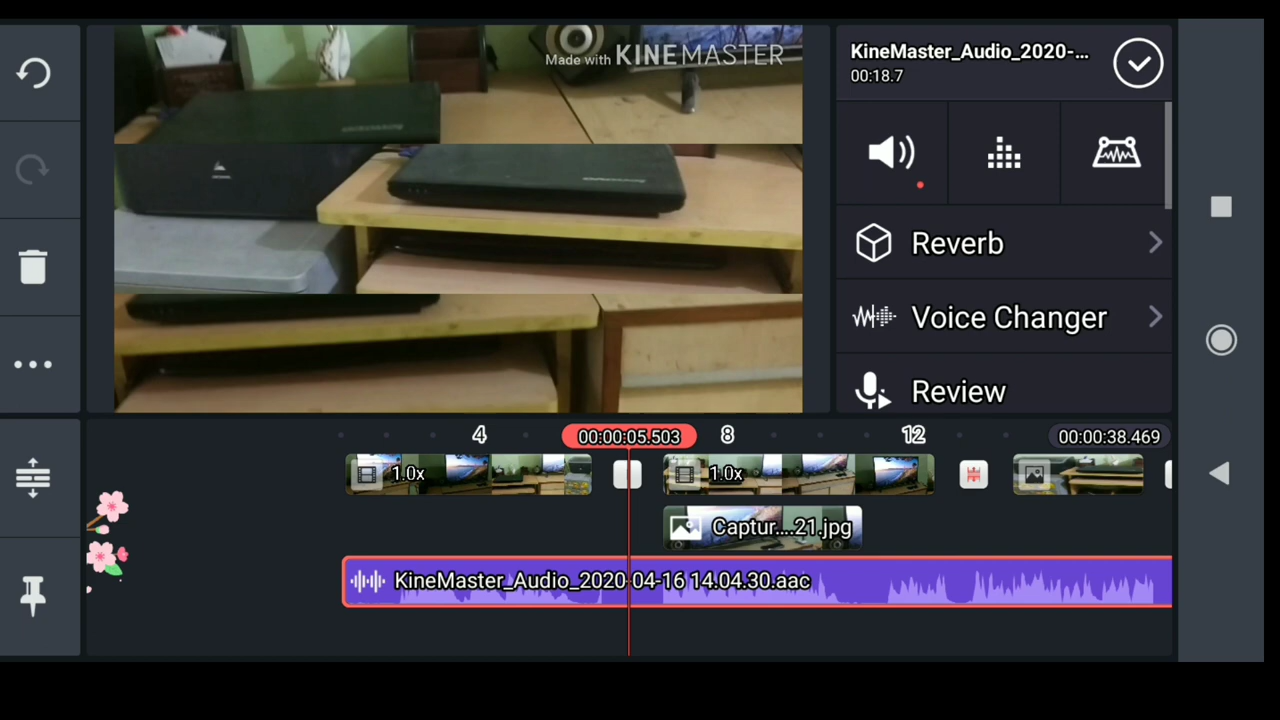 Made with KINEMASTER
KineMaster_Audio_2020-...
00:18.7
Reverb
Voice Changer
Review
4
00:00:05.503
8
12
00:00:38.469
1.0x
1.0x
Captur....21.jpg
KineMaster_Audio_2020-04-16 14.04.30.aac